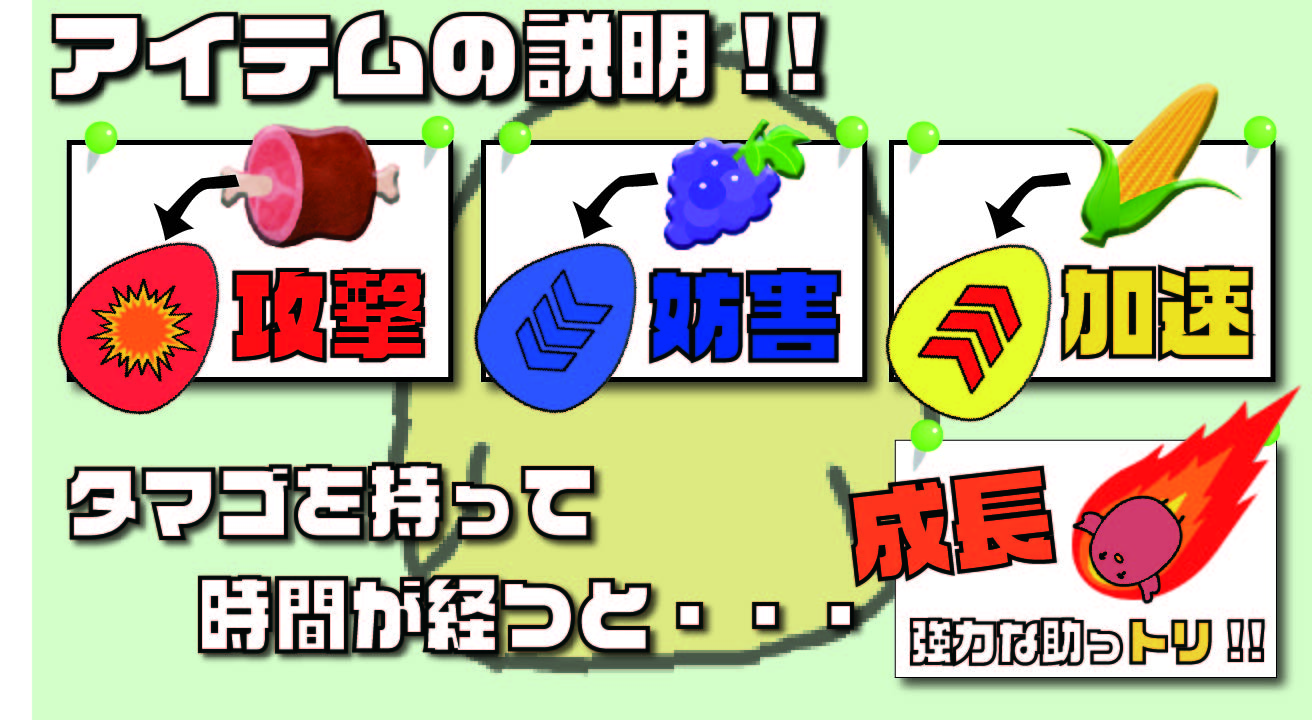 アイテムの説明!!
攻撃
妨害
加速
タマゴを持って
時間が経つと・・・
成長
強力な助っトリ!!